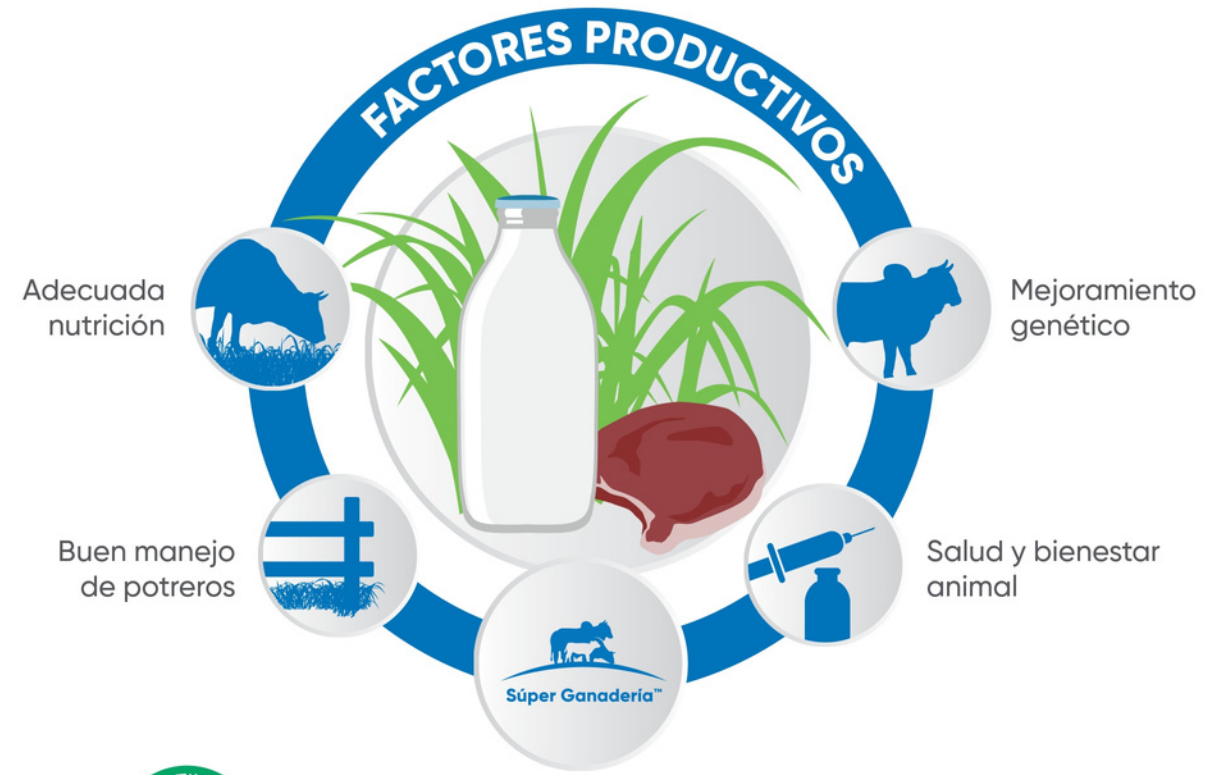 FACTORES PRODUCTIVOS
Adecuada
nutrición
Mejoramiento
genético
Buen manejo
de potreros
Salud y bienestar
animal
Súper Ganadería™